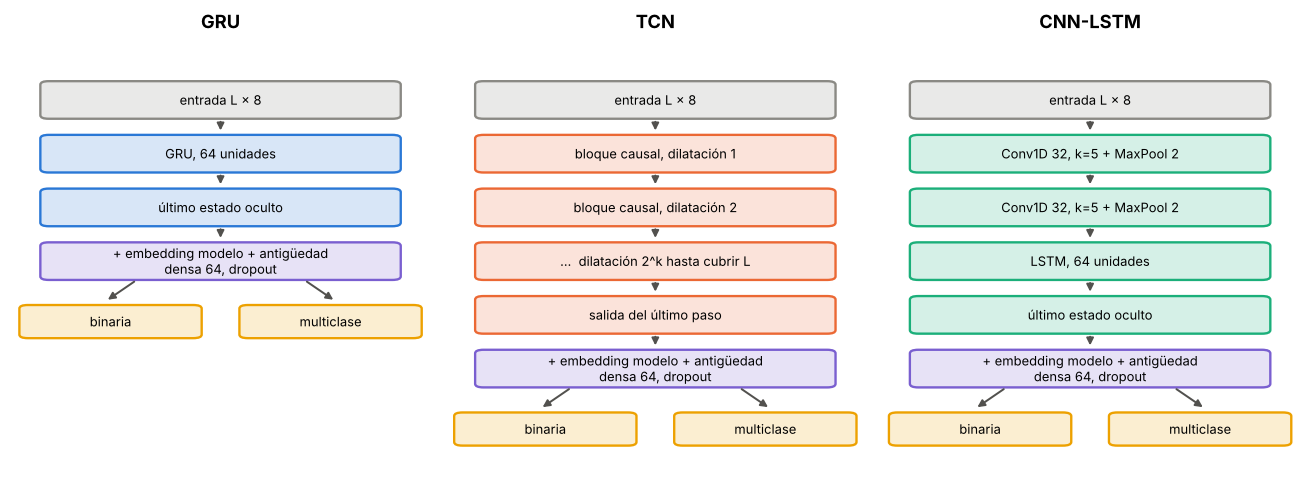 GRU
entrada L × 8
GRU, 64 unidades
último estado oculto
+ embedding modelo + antigüedad
densa 64, dropout
binaria
multiclase
TCN
entrada L × 8
bloque causal, dilatación 1
bloque causal, dilatación 2
... dilatación 2^k hasta cubrir L
salida del último paso
+ embedding modelo + antigüedad
densa 64, dropout
binaria
multiclase
CNN-LSTM
entrada L × 8
Conv1D 32, k=5 + MaxPool 2
Conv1D 32, k=5 + MaxPool 2
LSTM, 64 unidades
último estado oculto
+ embedding modelo + antigüedad
densa 64, dropout
binaria
multiclase